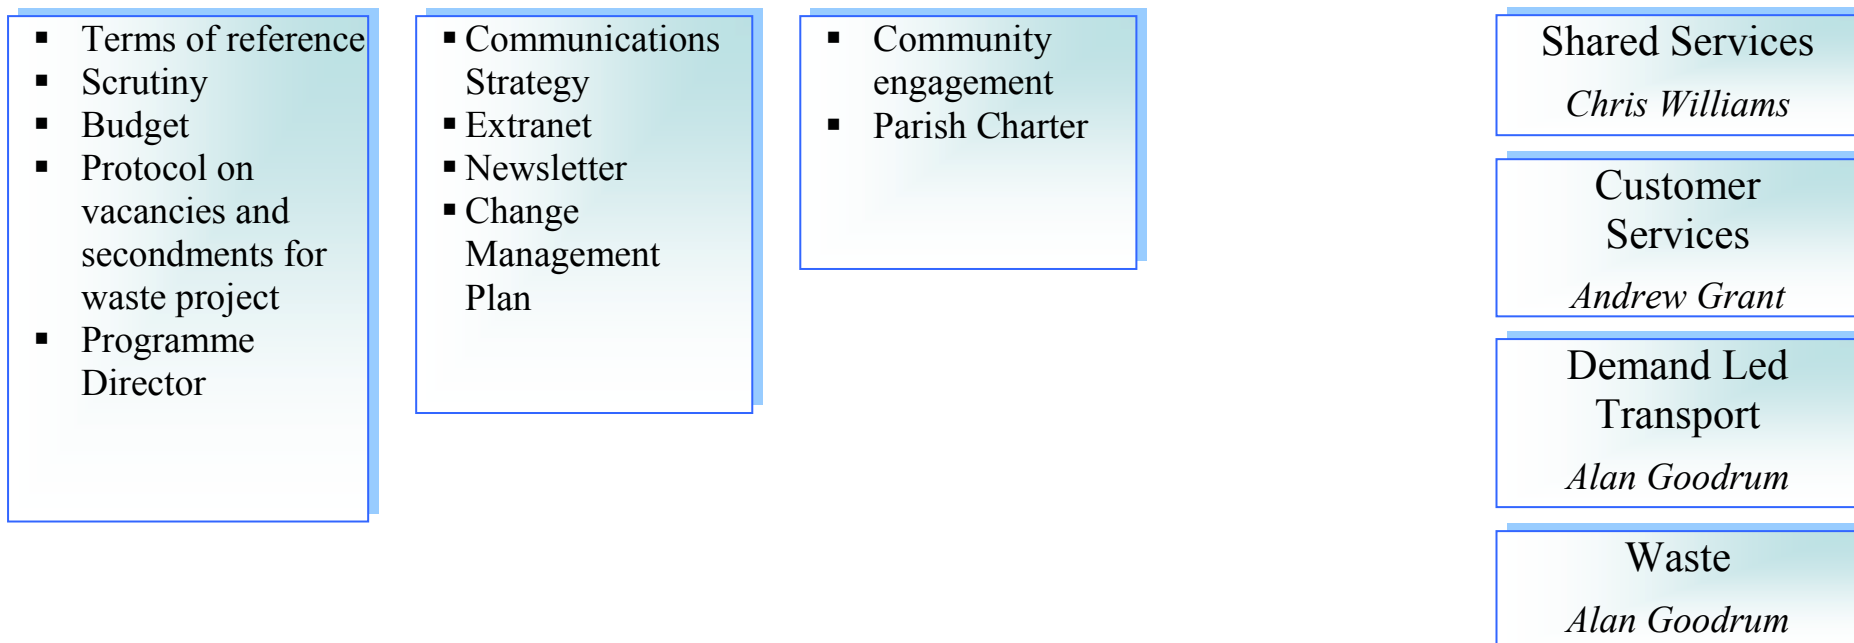 ▪ Terms of reference
▪ Scrutiny
▪ Budget
▪ Protocol on
vacancies and
secondments for
waste project
▪ Programme
Director
▪ Communications
Strategy
▪ Extranet
▪ Newsletter
▪ Change
Management
Plan
▪ Community
engagement
▪ Parish Charter
Shared Services
Chris Williams
Customer
Services
Andrew Grant
Demand Led
Transport
Alan Goodrum
Waste
Alan Goodrum